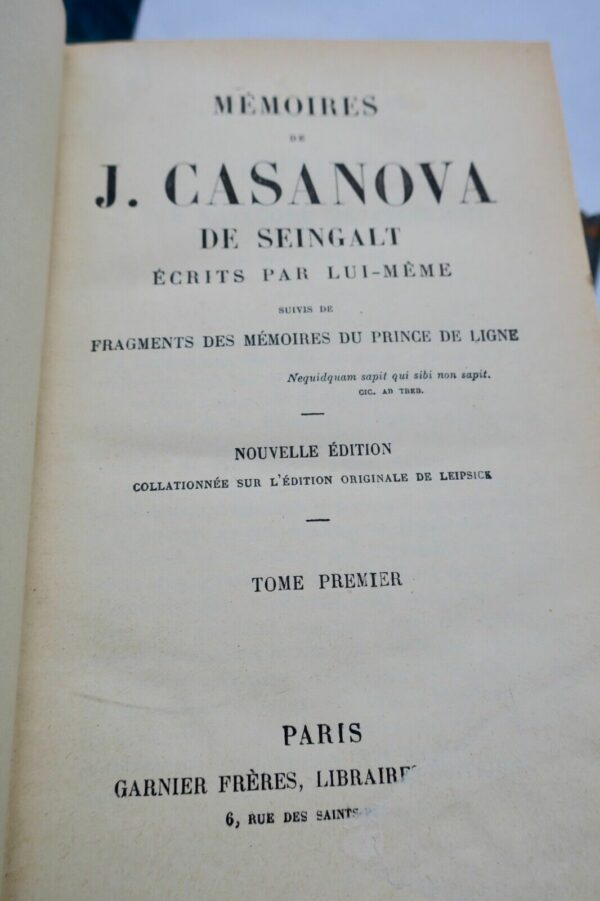 MÉMOIRES
DE
J. CASANOVA
DE SEINGALT
ÉCRITS PAR LUI-MÊME
SUIVIS DE
FRAGMENTS DES MÉMOIRES DU PRINCE DE LIGNE
Nequidquam sapit qui sibi non sapit.
CIC. AD TREB.
NOUVELLE ÉDITION
COLLATIONNÉE SUR L'ÉDITION ORIGINALE DE LEIPSICK
TOME PREMIER
PARIS
GARNIER FRÈRES,
6, RUE DES SAINTS-